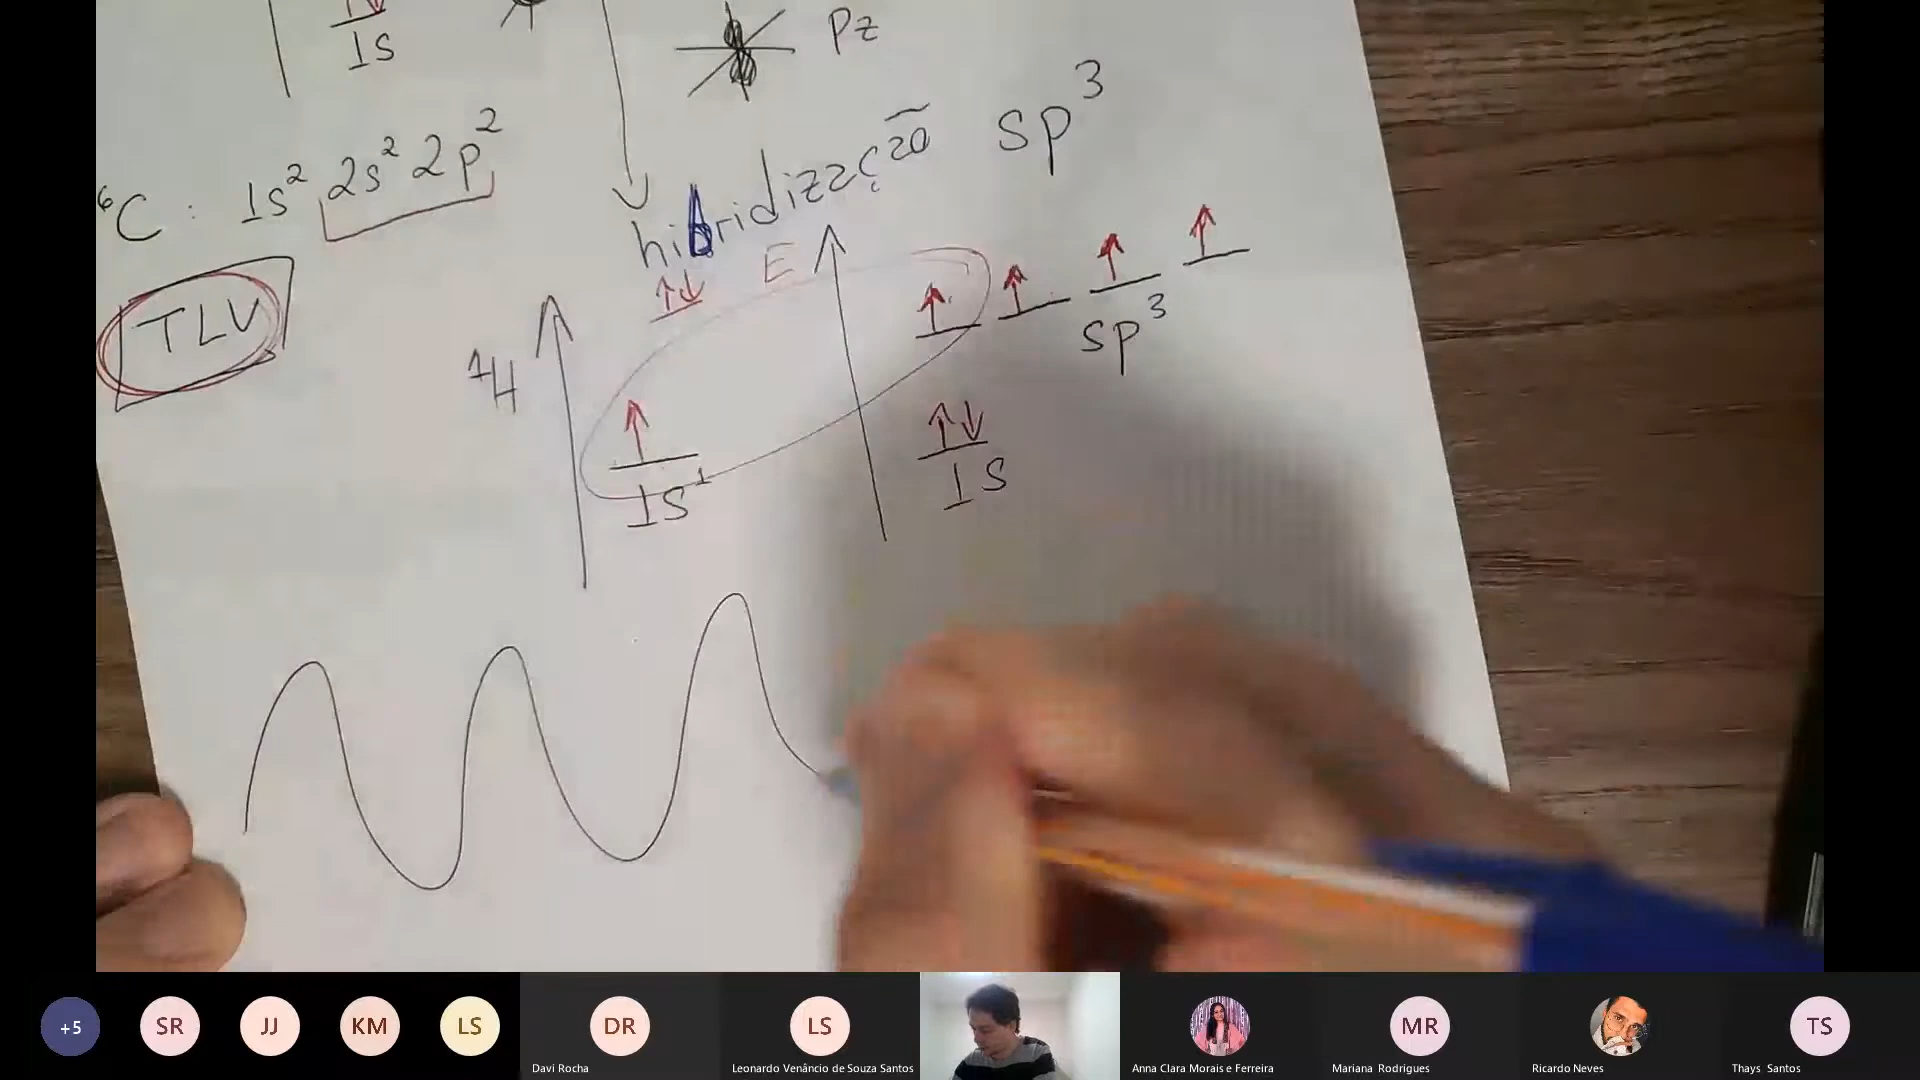 1S
Pz
hibridização sp³
⁶C : 1s² 2s² 2p²
TLV
E
¹H
↑↓
↑ ↑ ↑ ↑
sp³
↑
1S¹
↑↓
1S
+5
SR
JJ
KM
LS
DR
Davi Rocha
LS
Leonardo Venâncio de Souza Santos
Anna Clara Morais e Ferreira
MR
Mariana Rodrigues
Ricardo Neves
TS
Thays Santos